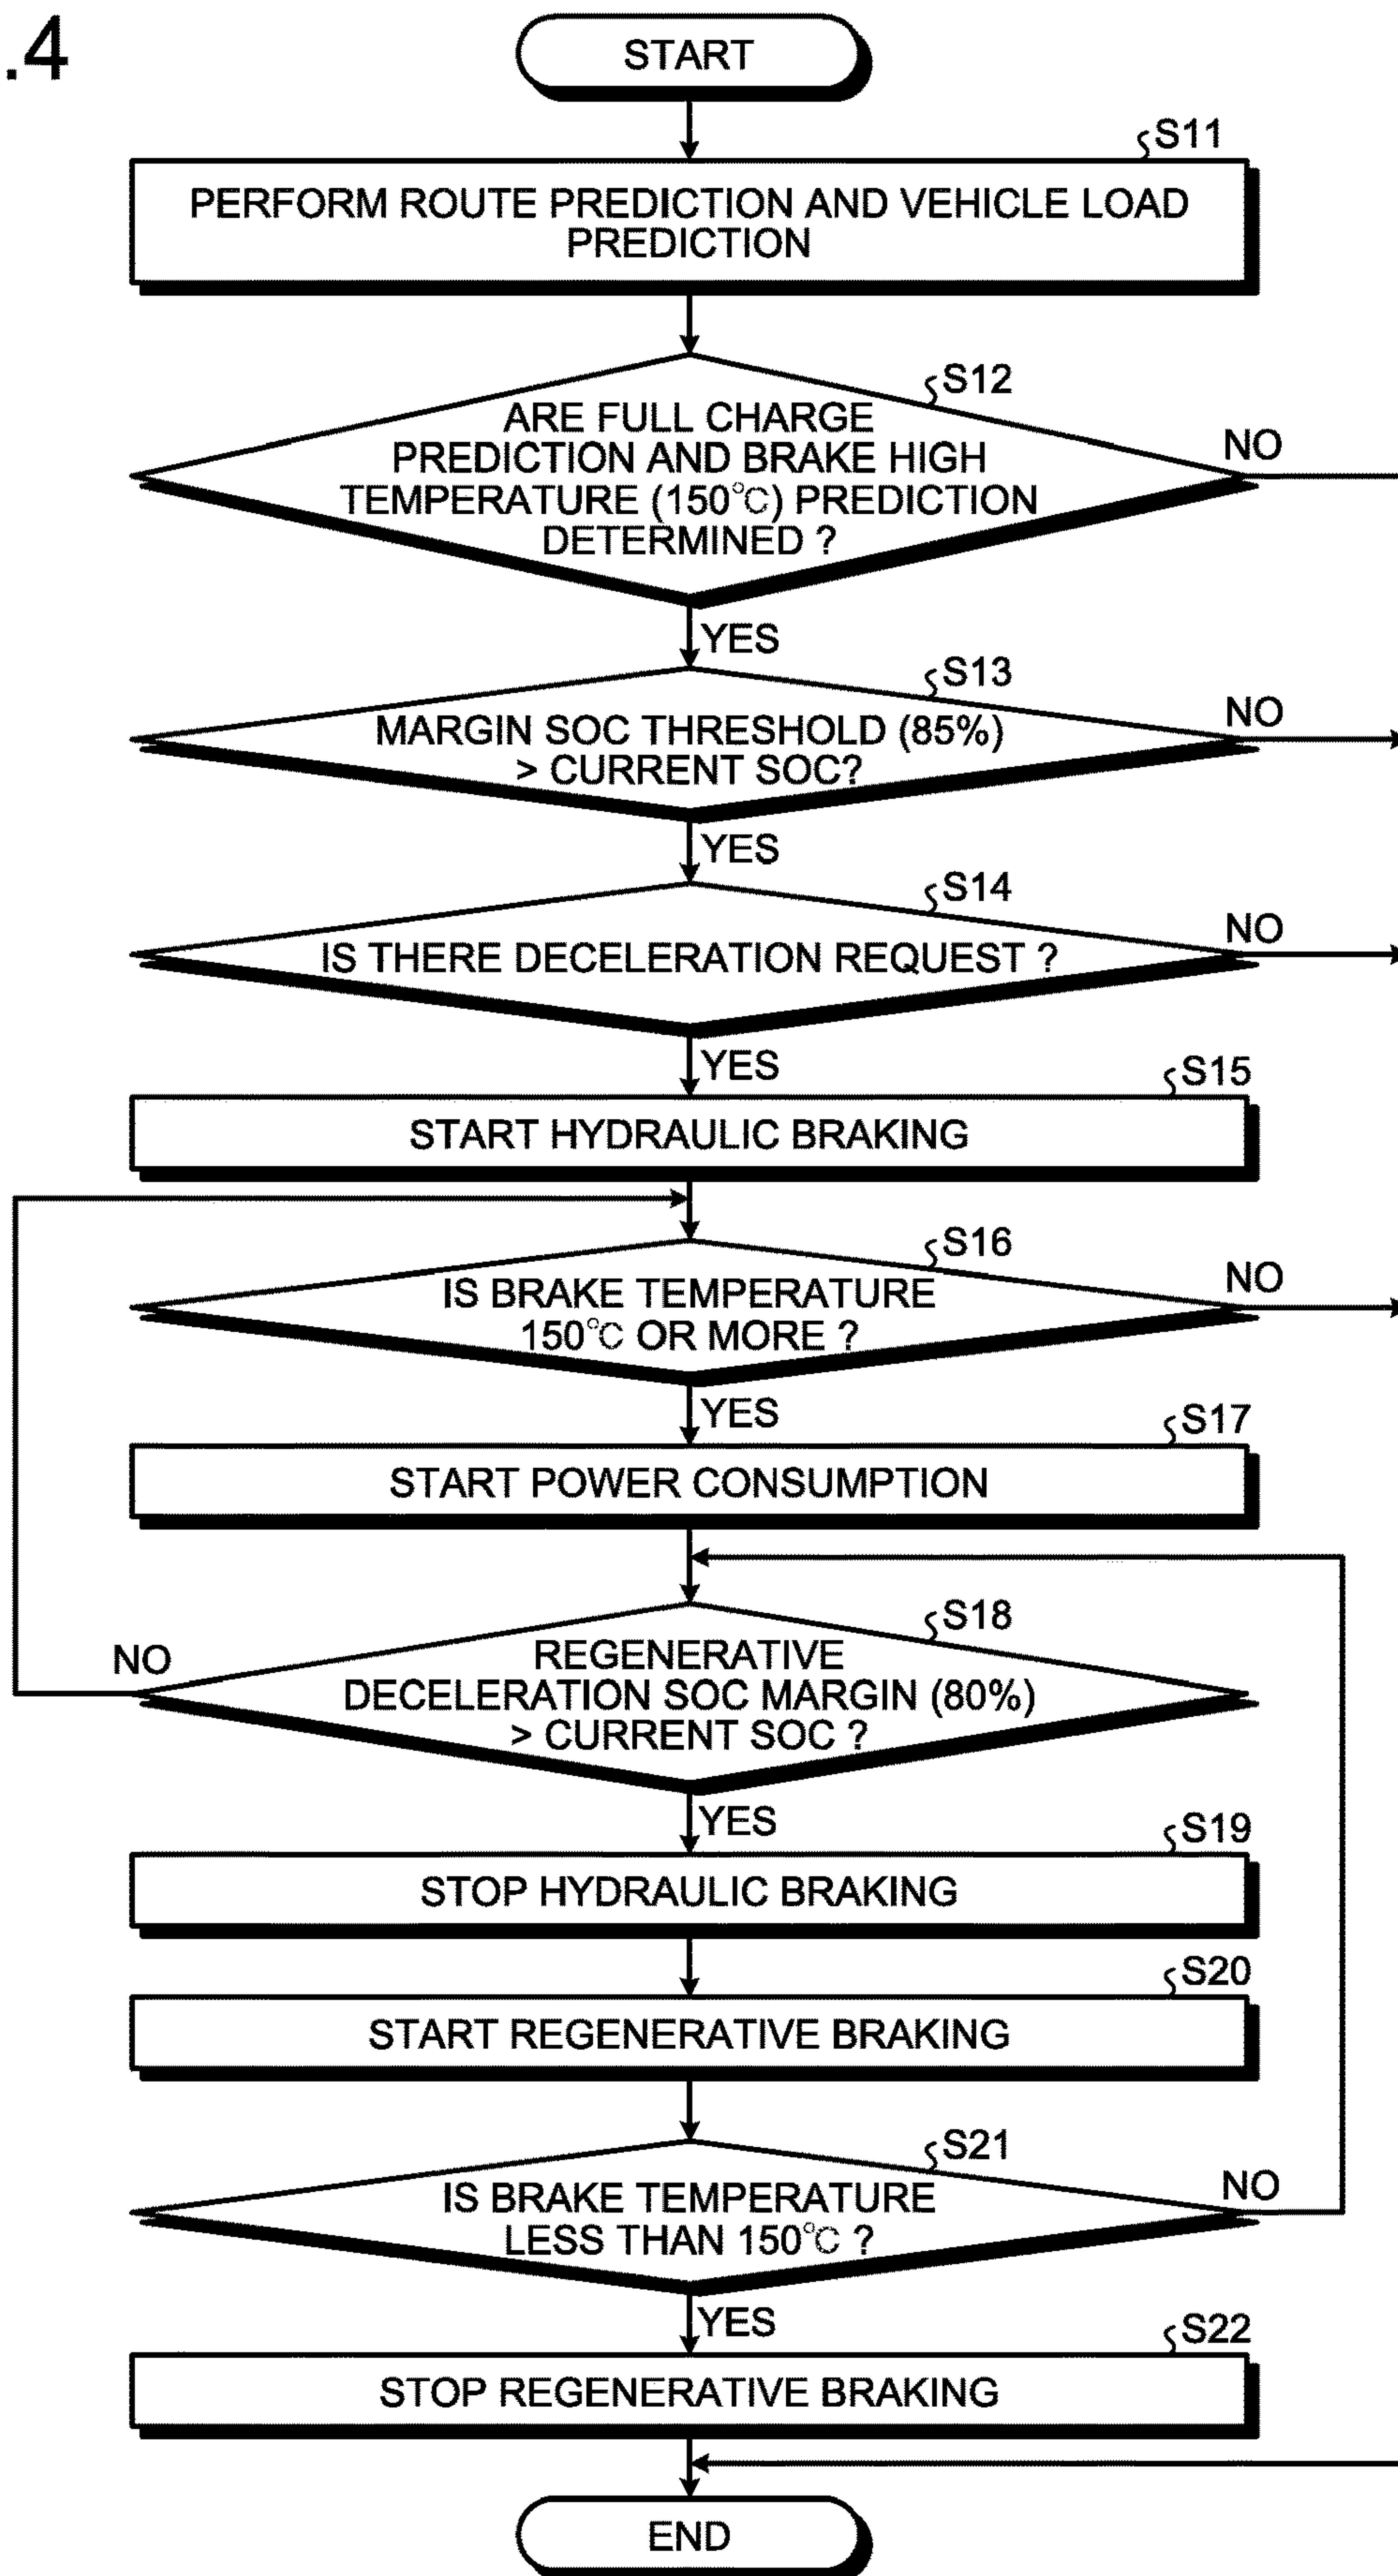 .4
START
S11
PERFORM ROUTE PREDICTION AND VEHICLE LOAD
PREDICTION
S12
ARE FULL CHARGE
PREDICTION AND BRAKE HIGH
TEMPERATURE (150°C) PREDICTION
DETERMINED ?
NO
YES
S13
MARGIN SOC THRESHOLD (85%)
> CURRENT SOC?
NO
YES
S14
IS THERE DECELERATION REQUEST ?
NO
YES
S15
START HYDRAULIC BRAKING
S16
IS BRAKE TEMPERATURE
150°C OR MORE ?
NO
YES
S17
START POWER CONSUMPTION
S18
REGENERATIVE
DECELERATION SOC MARGIN (80%)
> CURRENT SOC ?
NO
YES
S19
STOP HYDRAULIC BRAKING
S20
START REGENERATIVE BRAKING
S21
IS BRAKE TEMPERATURE
LESS THAN 150°C ?
NO
YES
S22
STOP REGENERATIVE BRAKING
END